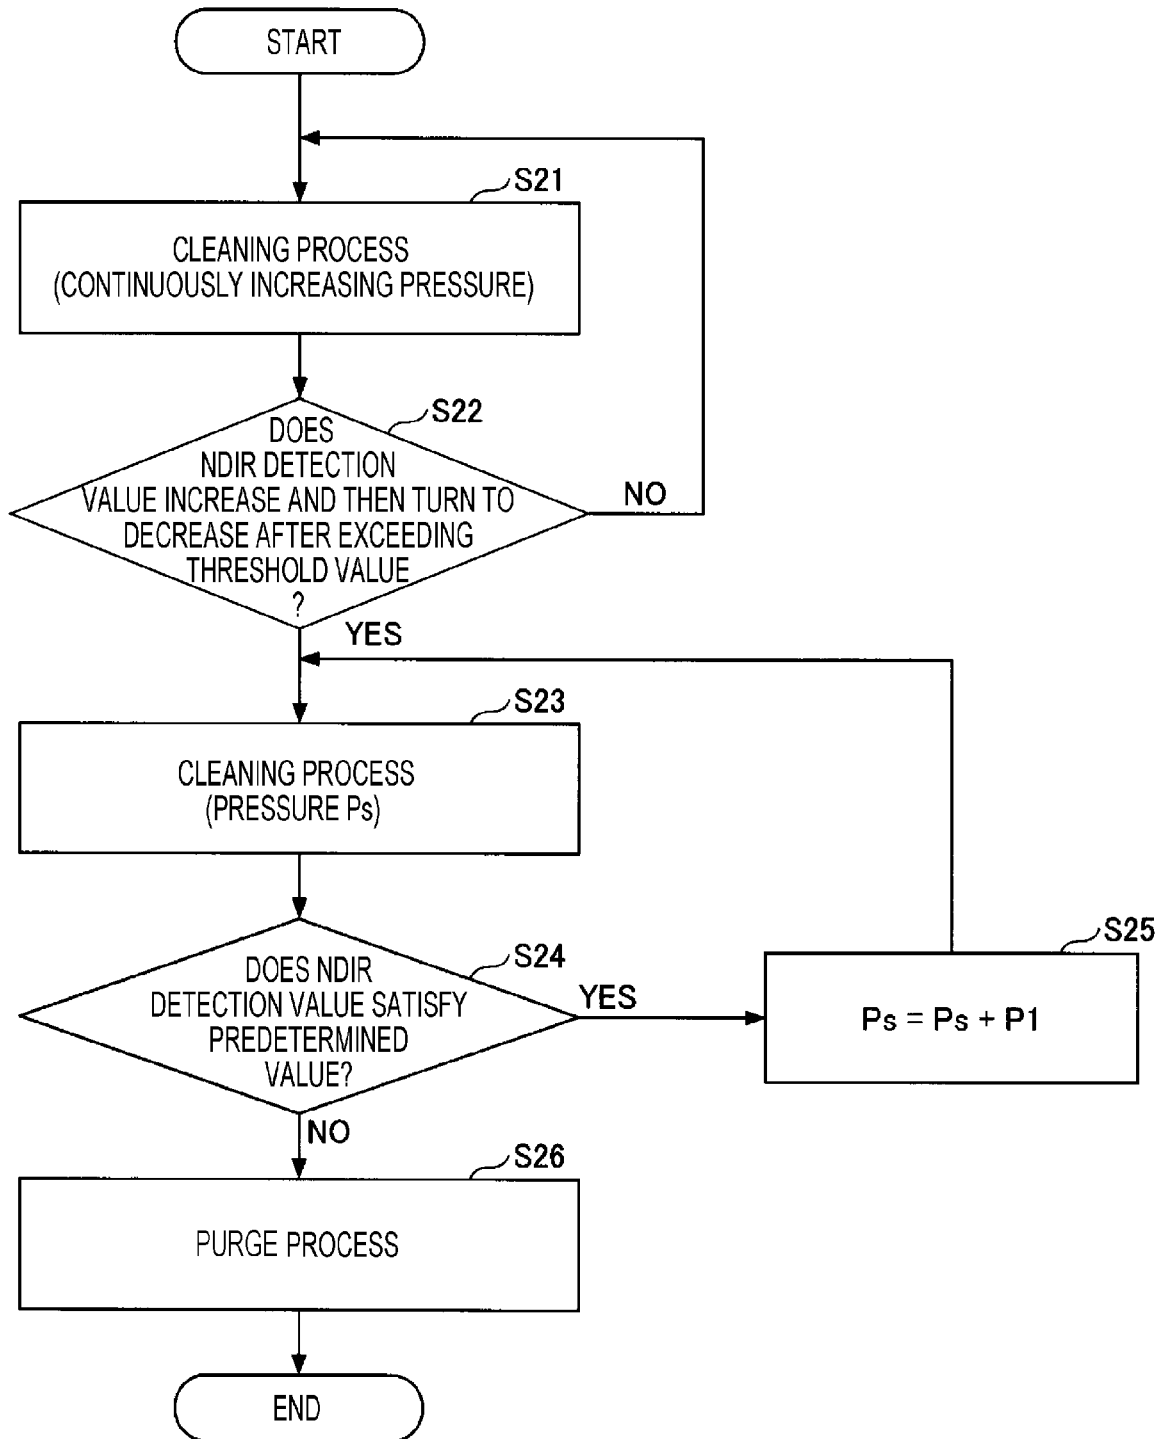 START
S21
CLEANING PROCESS
(CONTINUOUSLY INCREASING PRESSURE)
S22
DOES
NDIR DETECTION
VALUE INCREASE AND THEN TURN TO
DECREASE AFTER EXCEEDING
THRESHOLD VALUE
?
NO
YES
S23
CLEANING PROCESS
(PRESSURE Ps)
S24
DOES NDIR
DETECTION VALUE SATISFY
PREDETERMINED
VALUE?
YES
S25
Ps = Ps + P1
NO
S26
PURGE PROCESS
END